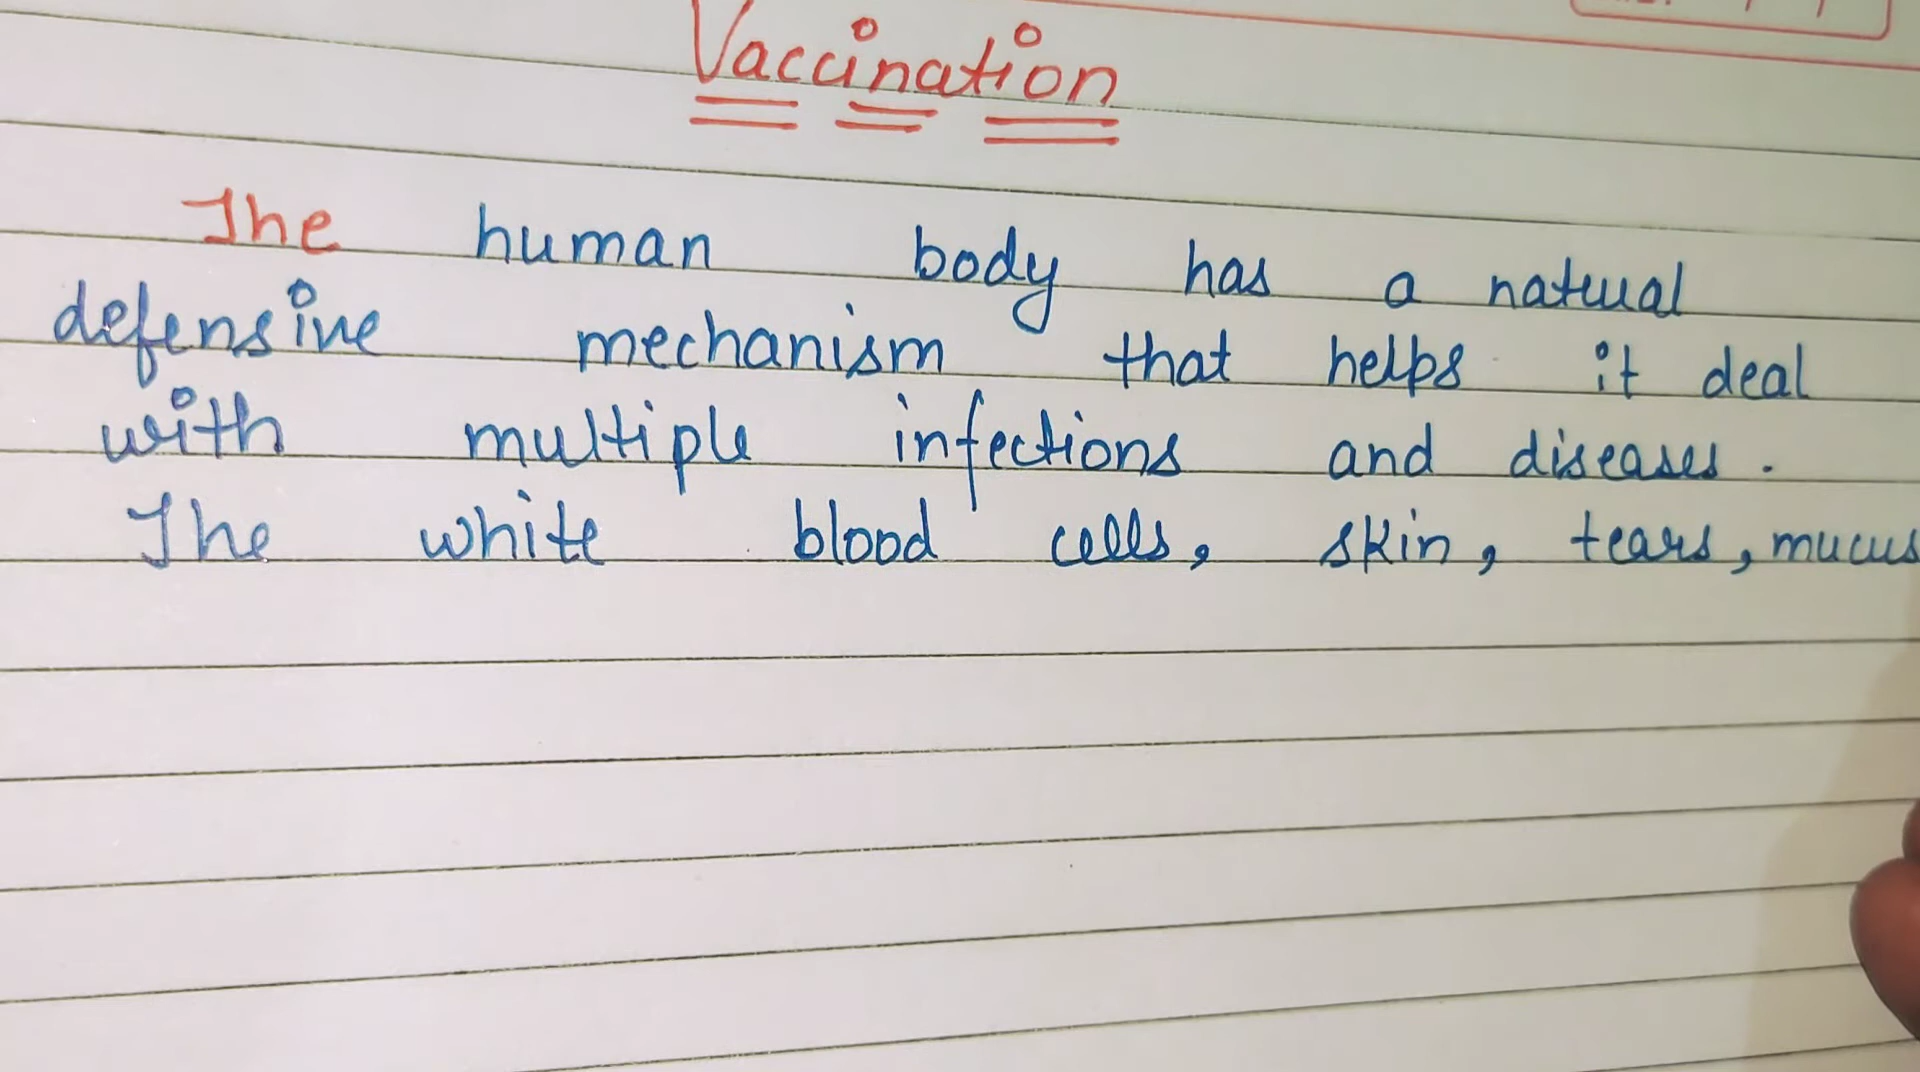 Vaccination
The human body has a natural
defensive mechanism that helps it deal
with multiple infections and diseases.
The white blood cells, skin, tears, mucus